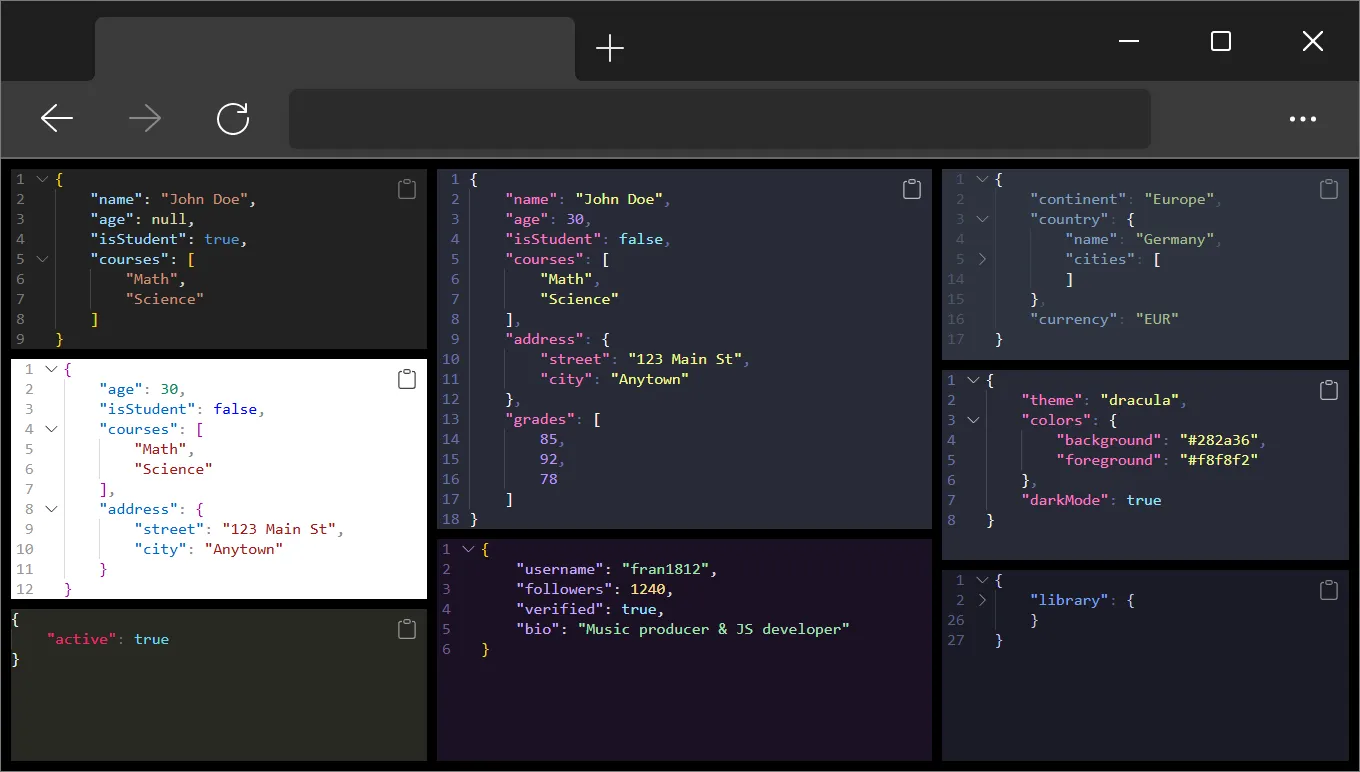 1 {
2 "name": "John Doe",
3 "age": null,
4 "isStudent": true,
5 "courses": [
6 "Math",
7 "Science"
8 ]
9 }
1 {
2 "age": 30,
3 "isStudent": false,
4 "courses": [
5 "Math",
6 "Science"
7 ],
8 "address": {
9 "street": "123 Main St",
10 "city": "Anytown"
11 }
12 }
{
"active": true
}
1 {
2 "name": "John Doe",
3 "age": 30,
4 "isStudent": false,
5 "courses": [
6 "Math",
7 "Science"
8 ],
9 "address": {
10 "street": "123 Main St",
11 "city": "Anytown"
12 },
13 "grades": [
14 85,
15 92,
16 78
17 ]
18 }
1 {
2 "username": "fran1812",
3 "followers": 1240,
4 "verified": true,
5 "bio": "Music producer & JS developer"
6 }
1 {
2 "continent": "Europe",
3 "country": {
4 "name": "Germany",
5 "cities": [
14 ]
15 },
16 "currency": "EUR"
17 }
1 {
2 "theme": "dracula",
3 "colors": {
4 "background": "#282a36",
5 "foreground": "#f8f8f2"
6 },
7 "darkMode": true
8 }
1 {
2 "library": {
26 }
27 }